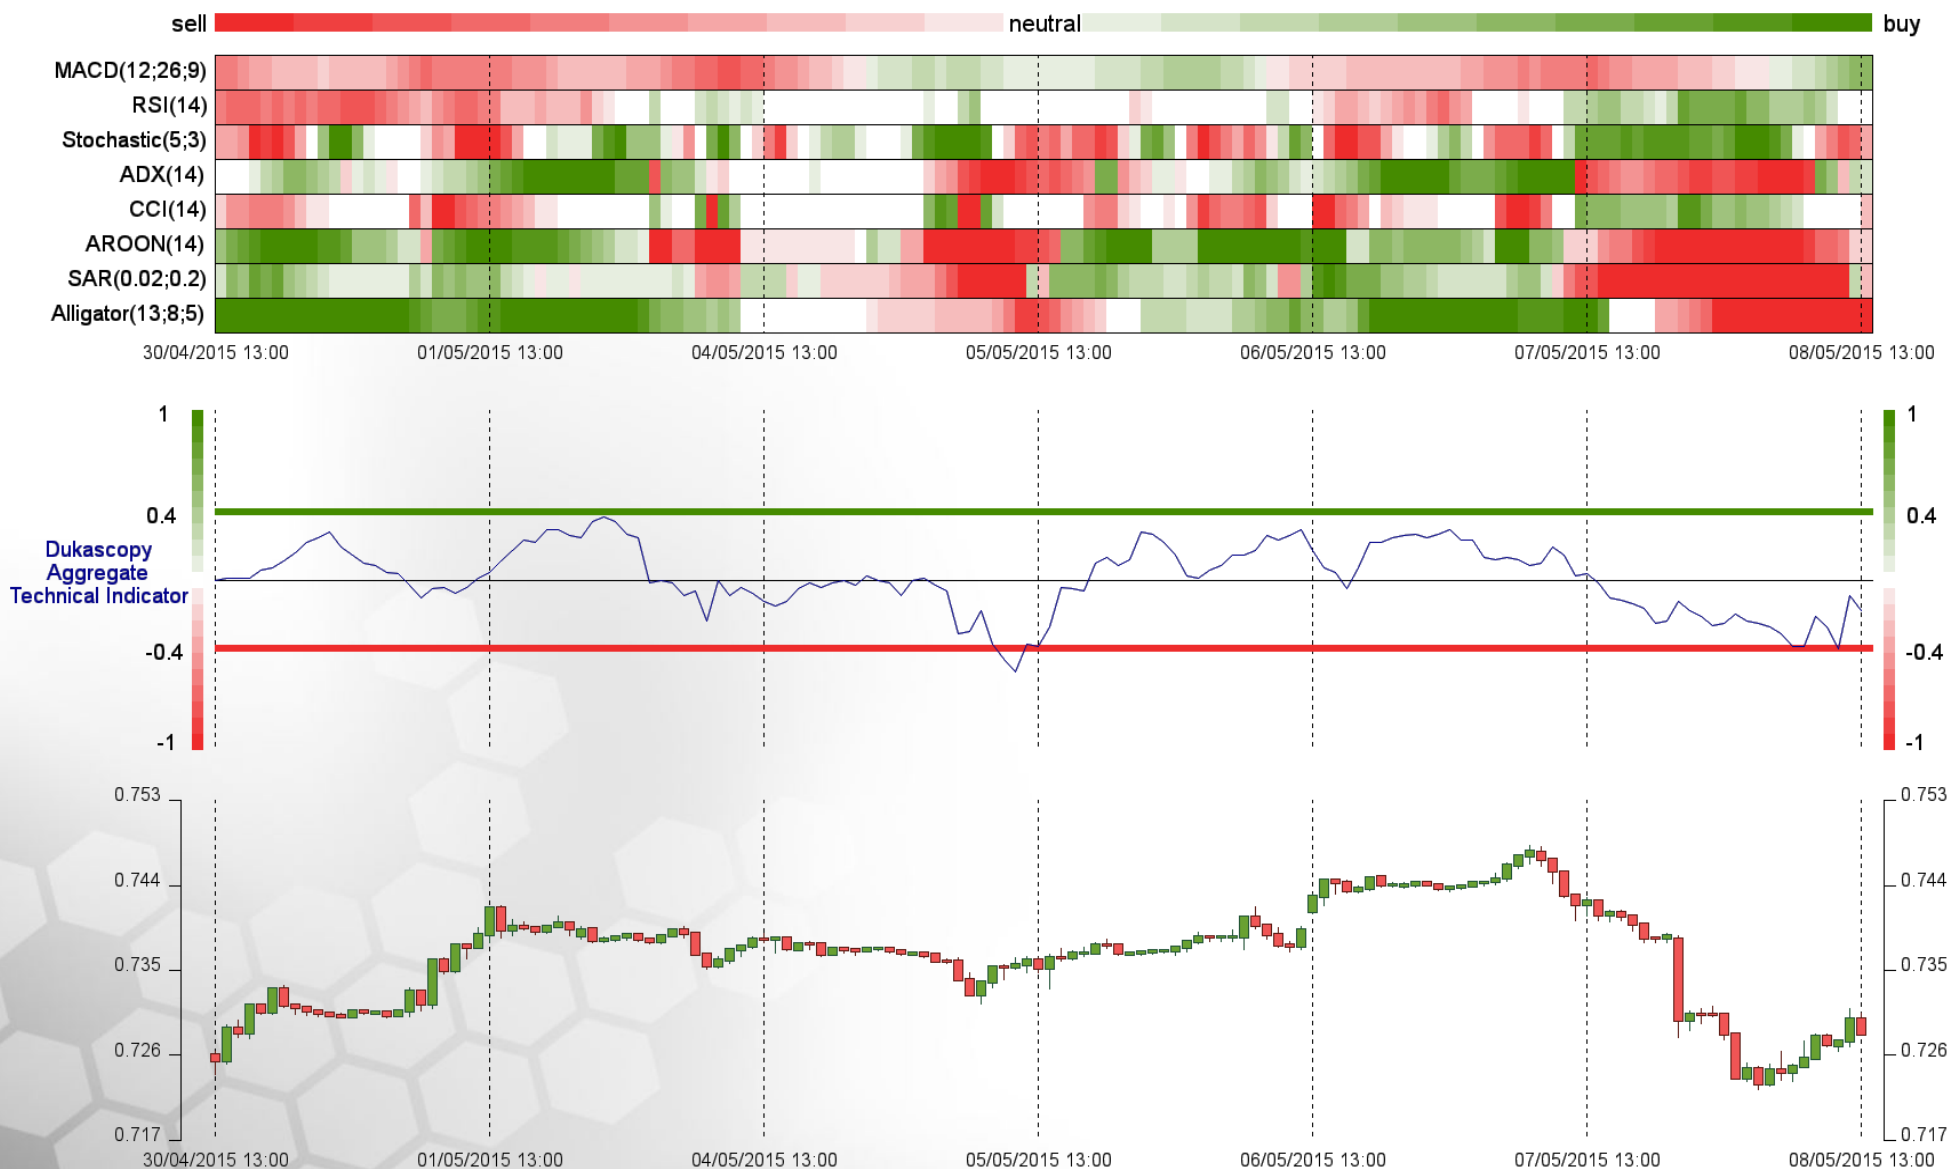 sell neutral buy
MACD(12;26;9)
RSI(14)
Stochastic(5;3)
ADX(14)
CCI(14)
AROON(14)
SAR(0.02;0.2)
Alligator(13;8;5)
30/04/2015 13:00 01/05/2015 13:00 04/05/2015 13:00 05/05/2015 13:00 06/05/2015 13:00 07/05/2015 13:00 08/05/2015 13:00
1 1
0.4 0.4
Dukascopy
Aggregate
Technical Indicator
-0.4 -0.4
-1 -1
0.753 0.753
0.744 0.744
0.735 0.735
0.726 0.726
0.717 0.717
30/04/2015 13:00 01/05/2015 13:00 04/05/2015 13:00 05/05/2015 13:00 06/05/2015 13:00 07/05/2015 13:00 08/05/2015 13:00